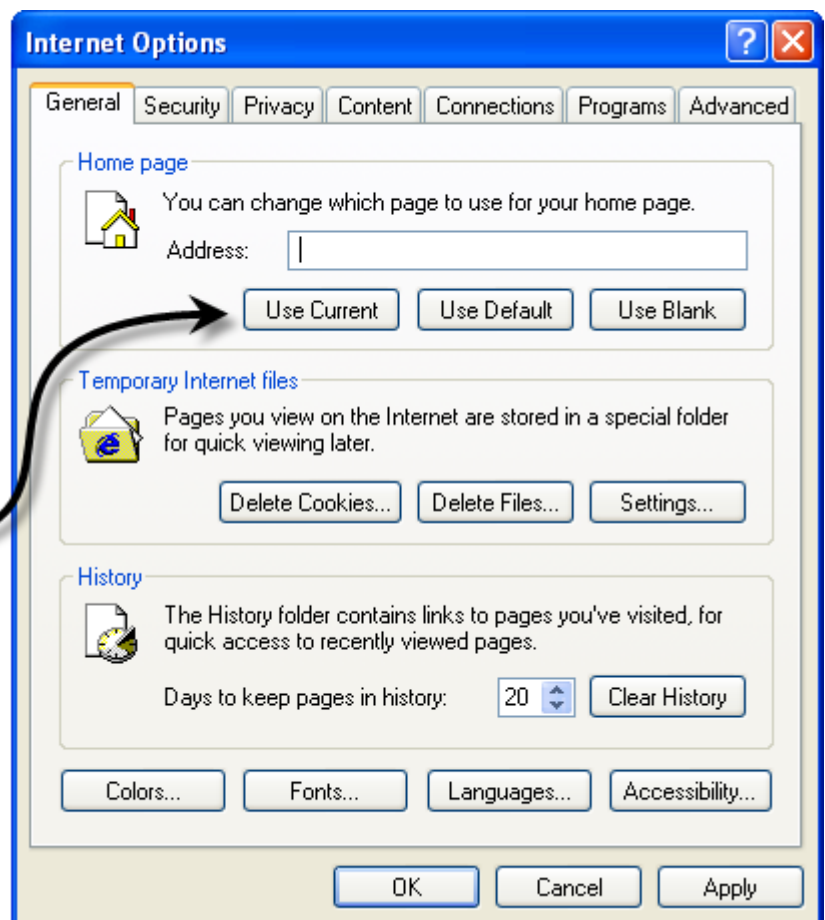 Internet Options
General Security Privacy Content Connections Programs Advanced
Home page
You can change which page to use for your home page.
Address:
Use Current Use Default Use Blank
Temporary Internet files
Pages you view on the Internet are stored in a special folder
for quick viewing later.
Delete Cookies... Delete Files... Settings...
History
The History folder contains links to pages you've visited, for
quick access to recently viewed pages.
Days to keep pages in history: 20 Clear History
Colors... Fonts... Languages... Accessibility...
OK Cancel Apply